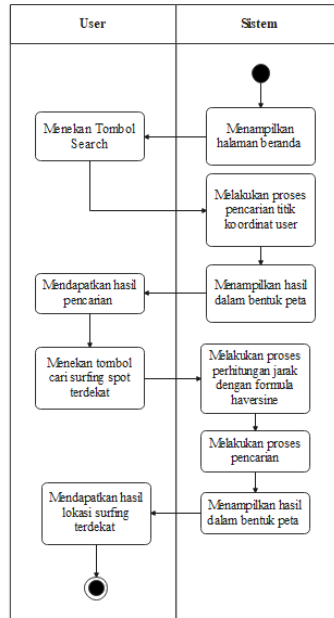 User
Sistem
Menampilkan
halaman beranda
Menekan Tombol
Search
Melakukan proses
pencarian titik
koordinat user
Menampilkan hasil
dalam bentuk peta
Mendapatkan hasil
pencarian
Menekan tombol
cari surfing spot
terdekat
Melakukan proses
perhitungan jarak
dengan formula
haversine
Melakukan proses
pencarian
Menampilkan hasil
dalam bentuk peta
Mendapatkan hasil
lokasi surfing
terdekat